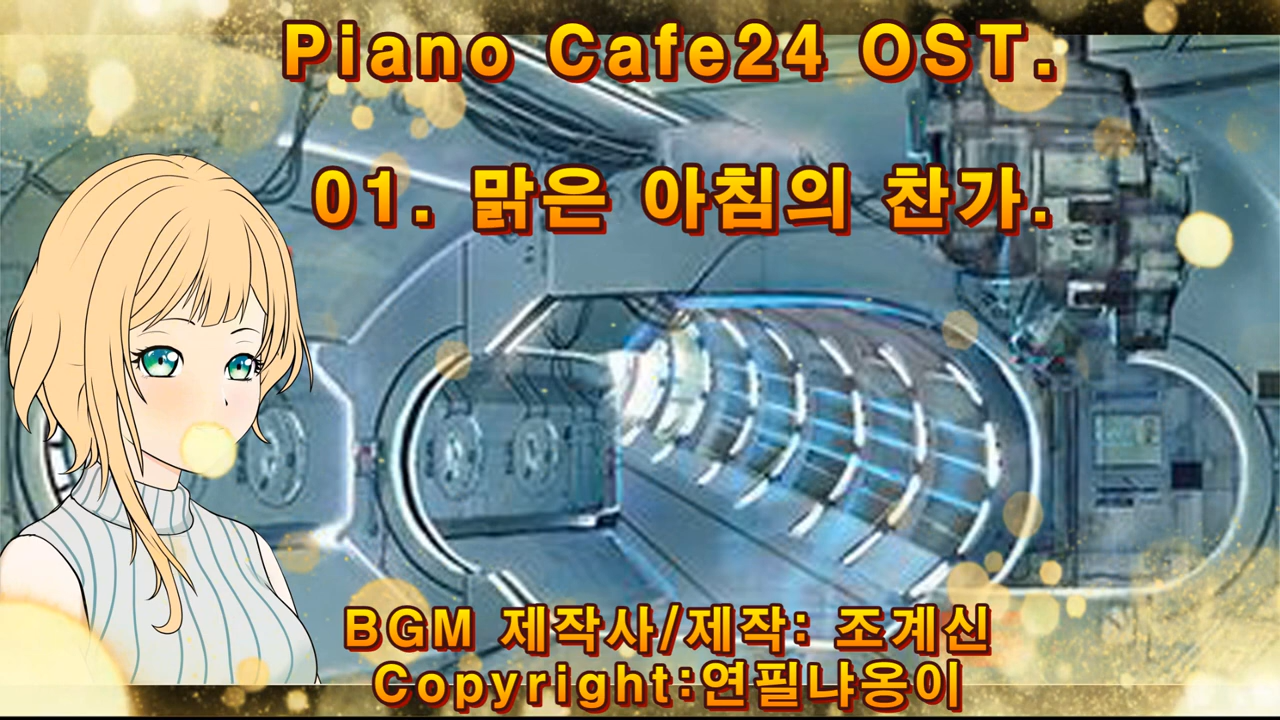 Piano Cafe24 OST.
01. 맑은 아침의 찬가.
BGM 제작사/제작: 조계신
Copyright:연필냐옹이